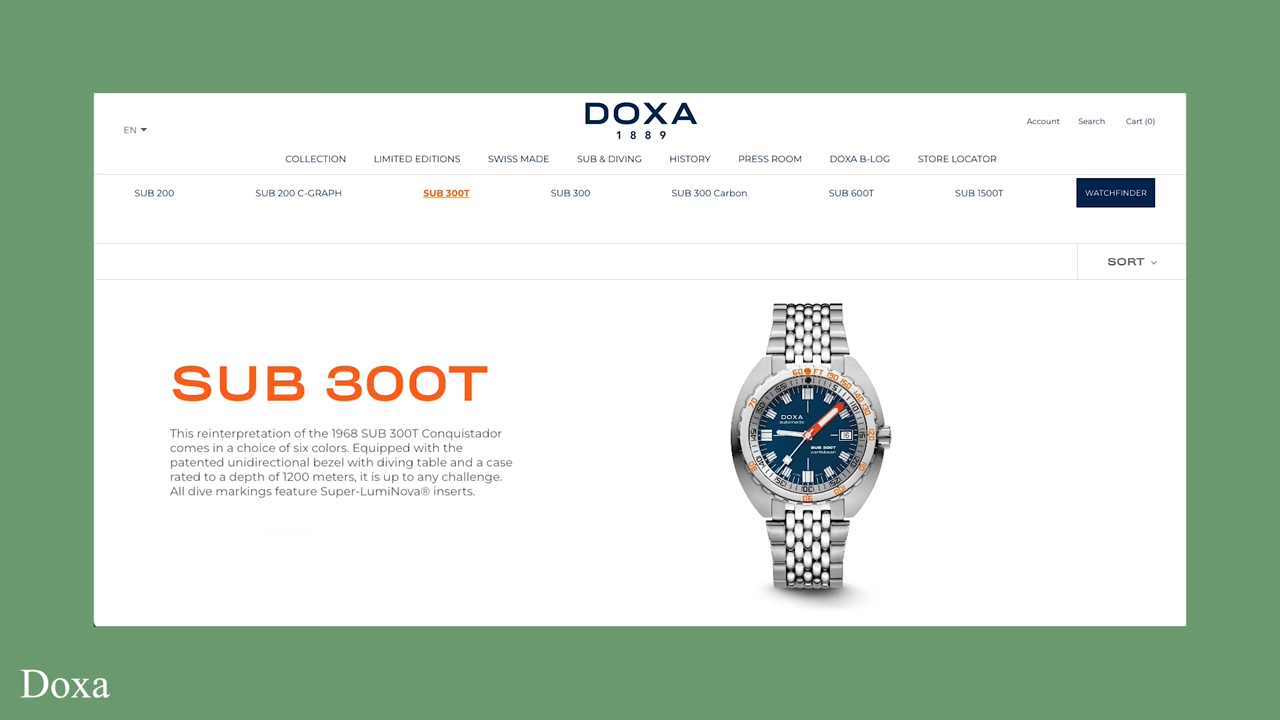 DOXA
1889
EN
Account Search Cart (0)
COLLECTION LIMITED EDITIONS SWISS MADE SUB & DIVING HISTORY PRESS ROOM DOXA B-LOG STORE LOCATOR
SUB 200 SUB 200 C-GRAPH SUB 300T SUB 300 SUB 300 Carbon SUB 600T SUB 1500T WATCHFINDER
SORT
SUB 300T
This reinterpretation of the 1968 SUB 300T Conquistador
comes in a choice of six colors. Equipped with the
patented unidirectional bezel with diving table and a case
rated to a depth of 1200 meters, it is up to any challenge.
All dive markings feature Super-LumiNova® inserts.
DOXA
automatic
SUB 300T
caribbean
Doxa